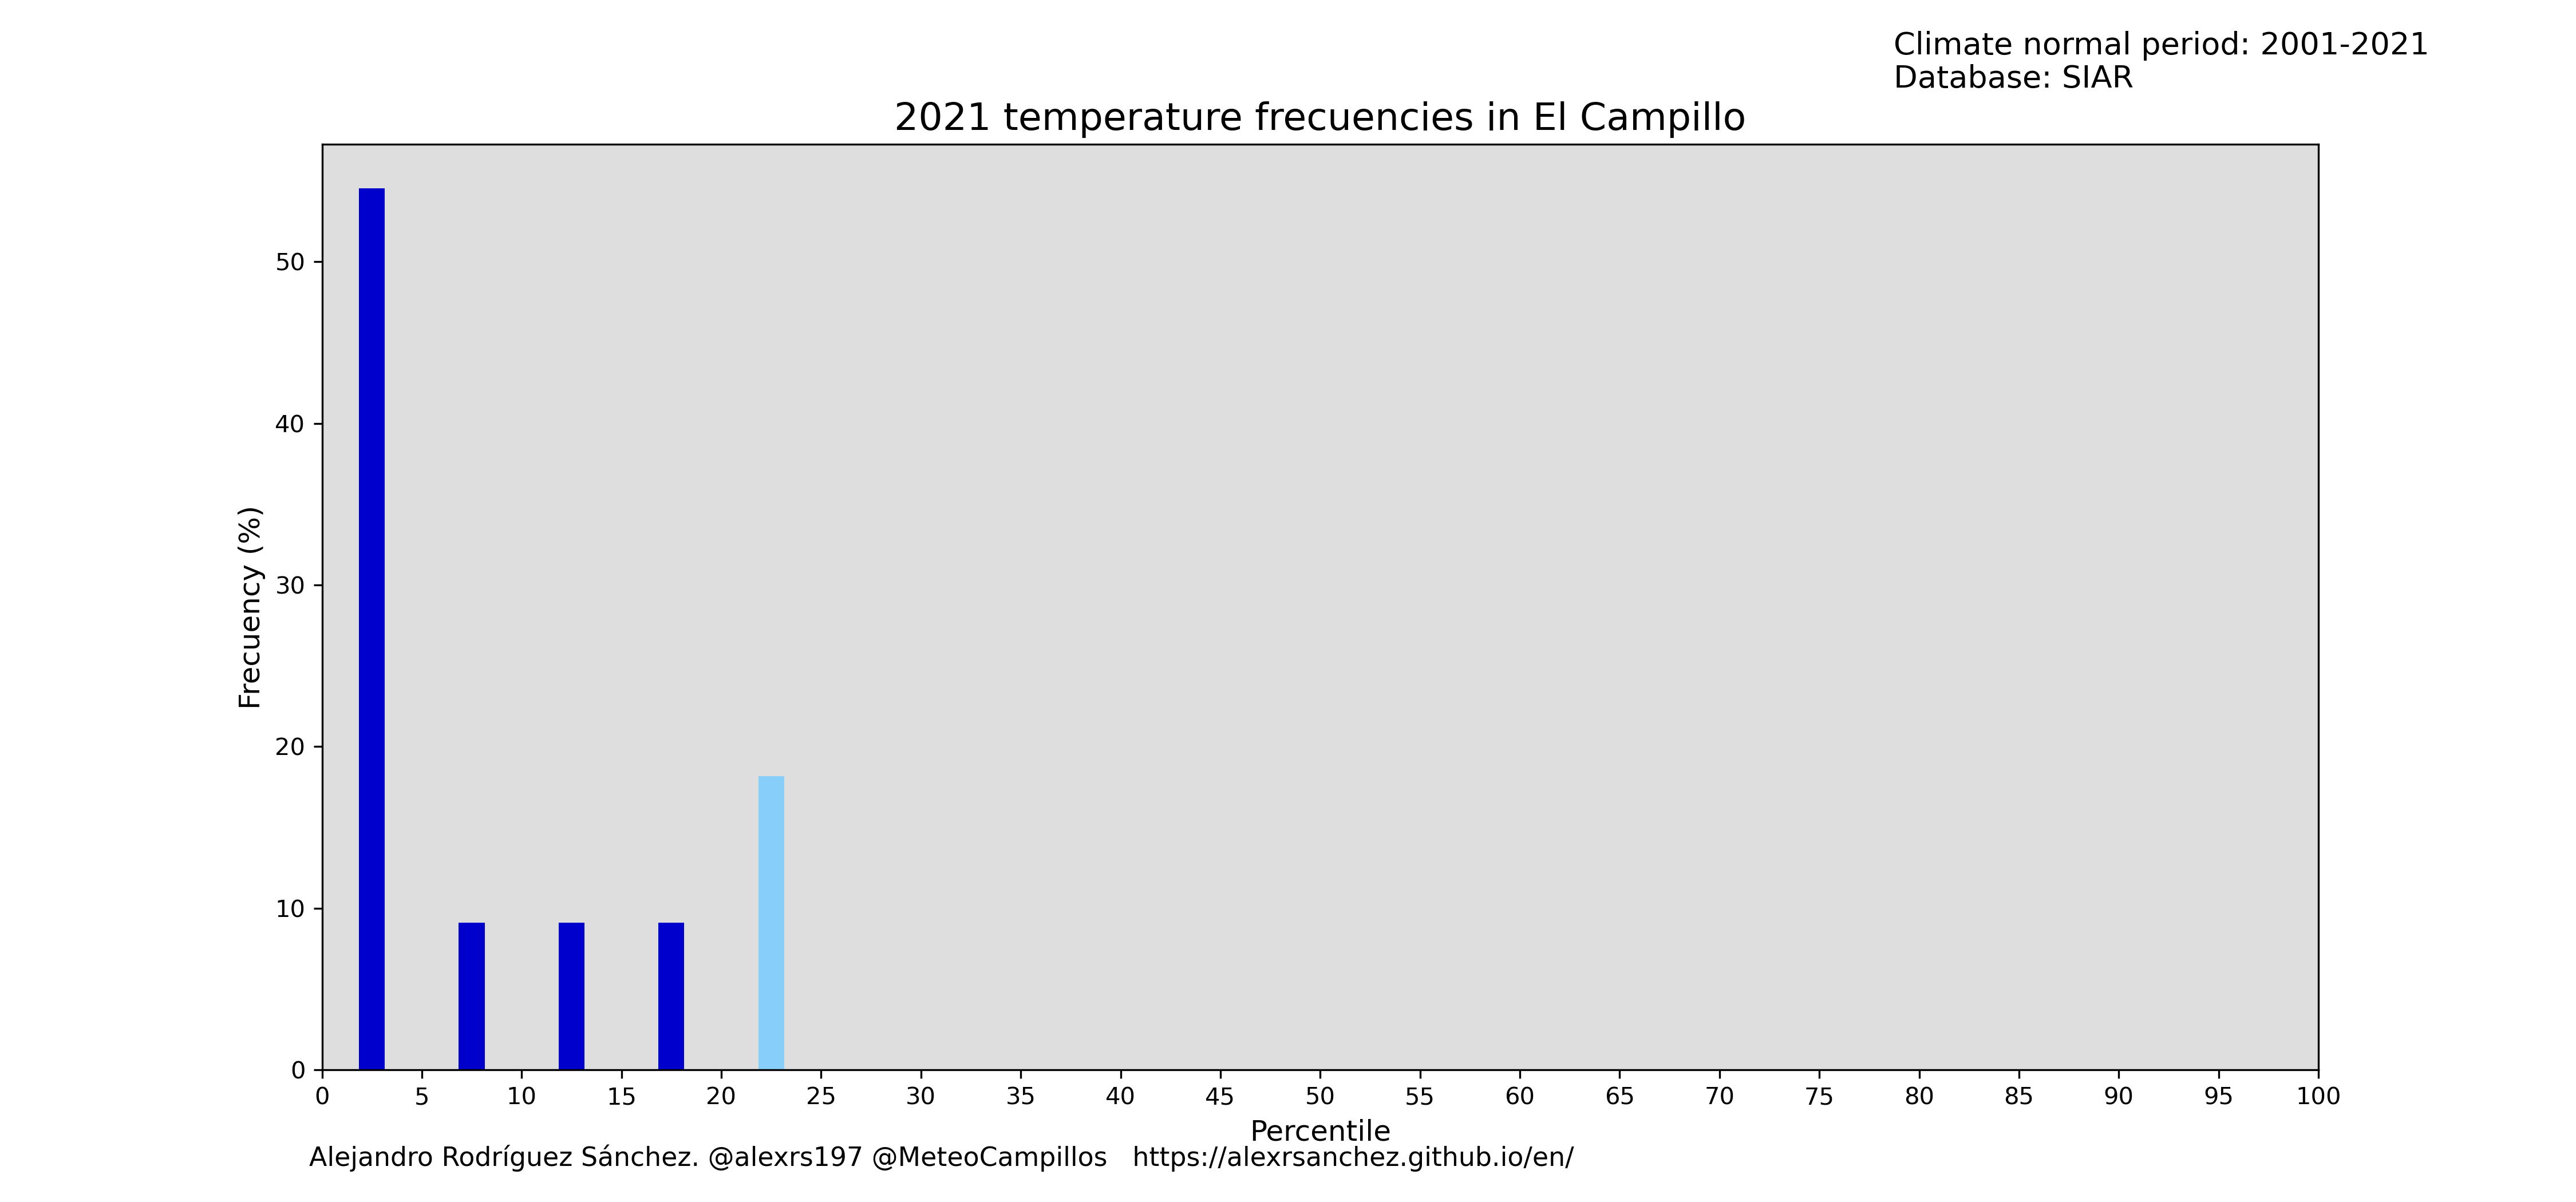 Climate normal period: 2001-2021
Database: SIAR
2021 temperature frecuencies in El Campillo
Frecuency (%)
50
40
30
20
10
0
0 5 10 15 20 25 30 35 40 45 50 55 60 65 70 75 80 85 90 95 100
Percentile
Alejandro Rodríguez Sánchez. @alexrs197 @MeteoCampillos https://alexrsanchez.github.io/en/